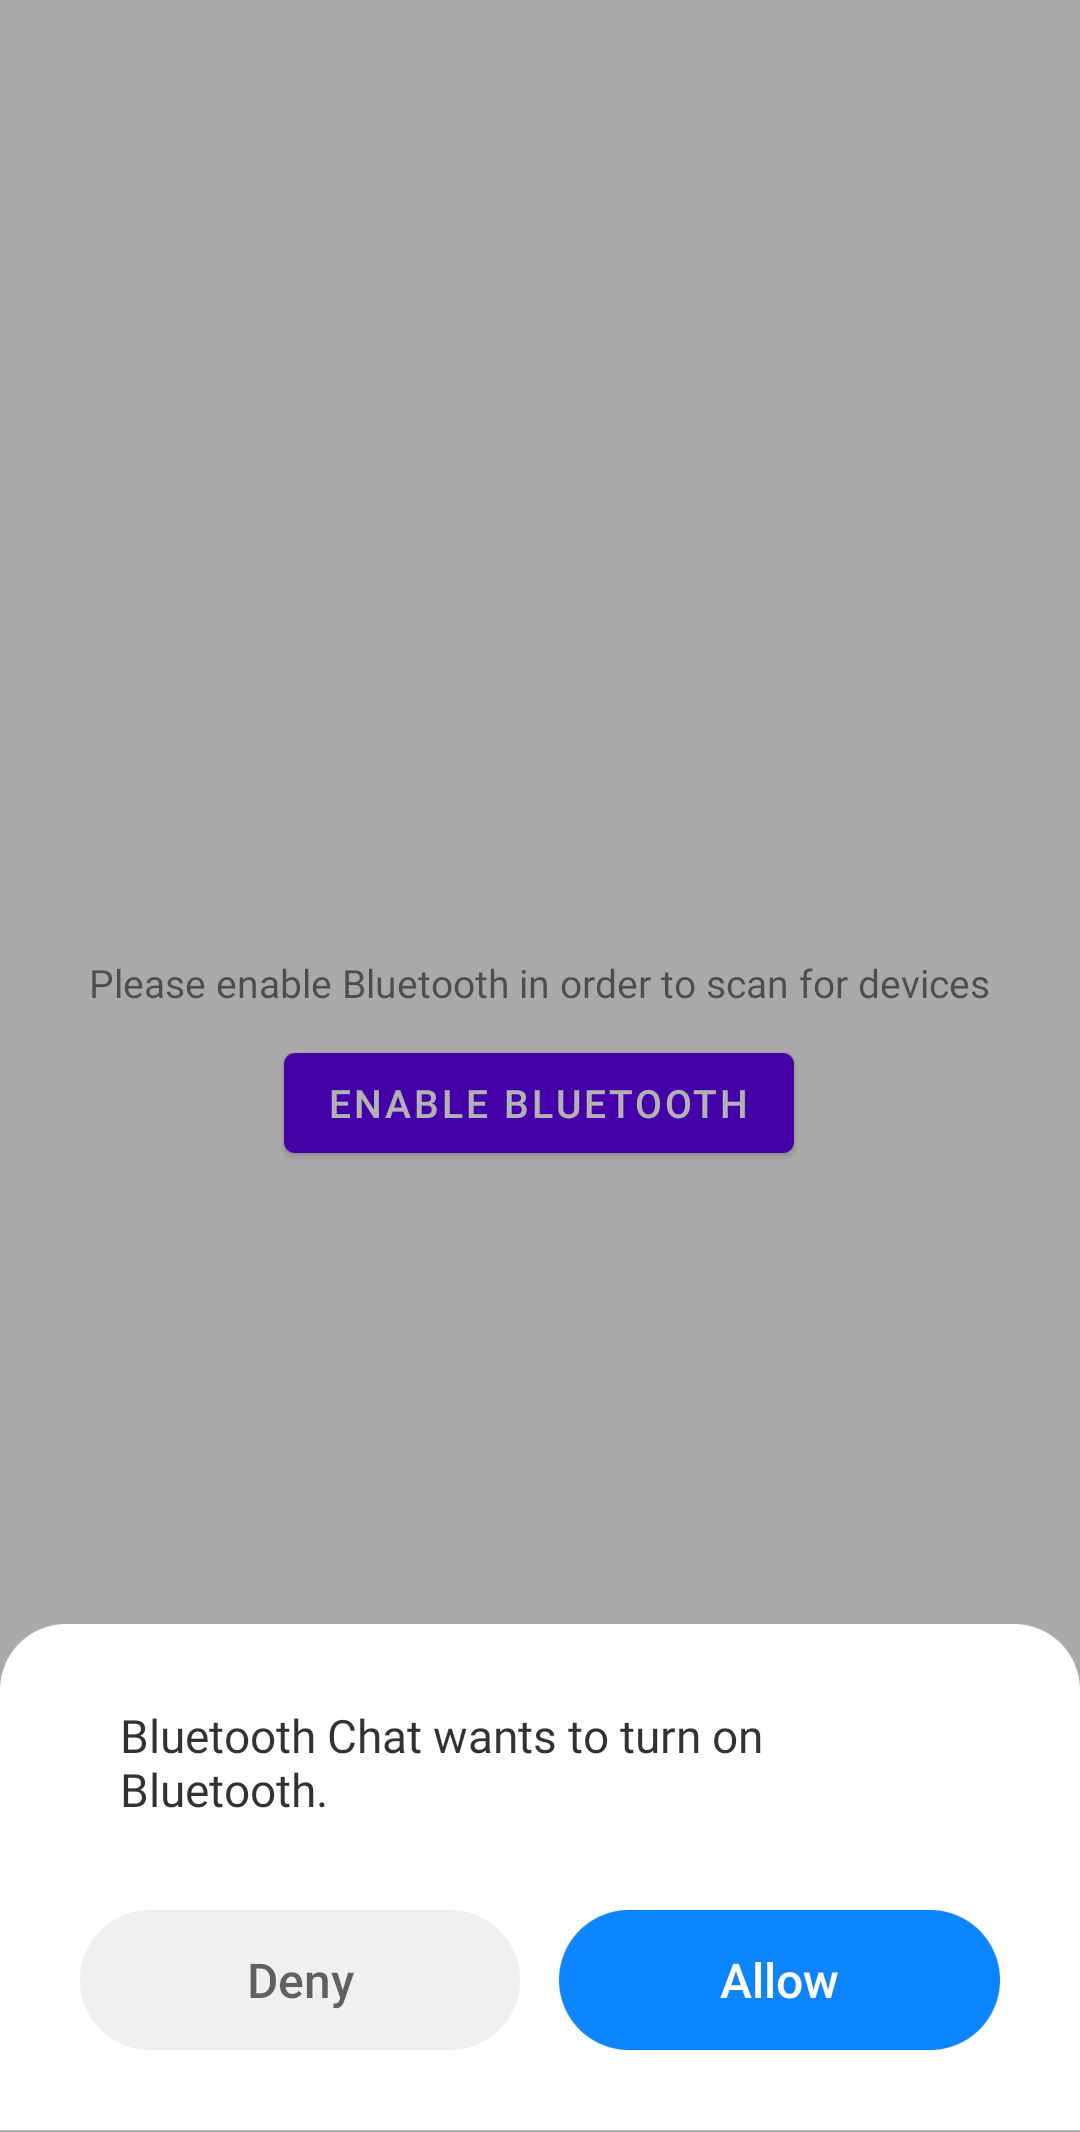 Please enable Bluetooth in order to scan for devices
ENABLE BLUETOOTH
Bluetooth Chat wants to turn on
Bluetooth.
Deny
Allow